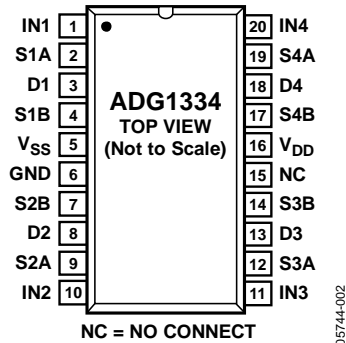 IN1 1 20 IN4
S1A 2 19 S4A
D1 3 18 D4
ADG1334
S1B 4 17 S4B
TOP VIEW
VSS 5 16 VDD
(Not to Scale)
GND 6 15 NC
S2B 7 14 S3B
D2 8 13 D3
S2A 9 12 S3A
IN2 10 11 IN3
NC = NO CONNECT
05744-002